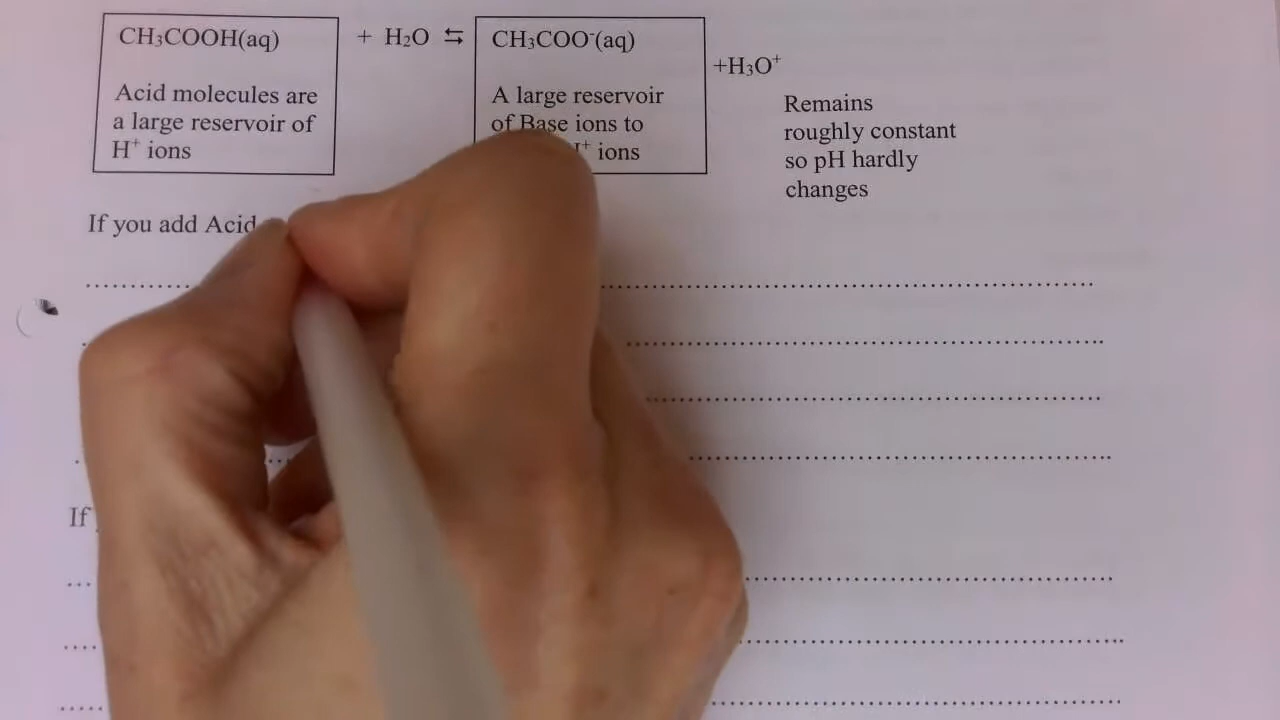 CH₃COOH(aq) + H₂O ⇆ CH₃COO⁻(aq)
+H₃O⁺
Acid molecules are
a large reservoir of
H⁺ ions
A large reservoir
of Base ions to
ions
Remains
roughly constant
so pH hardly
changes
If you add Acid
If